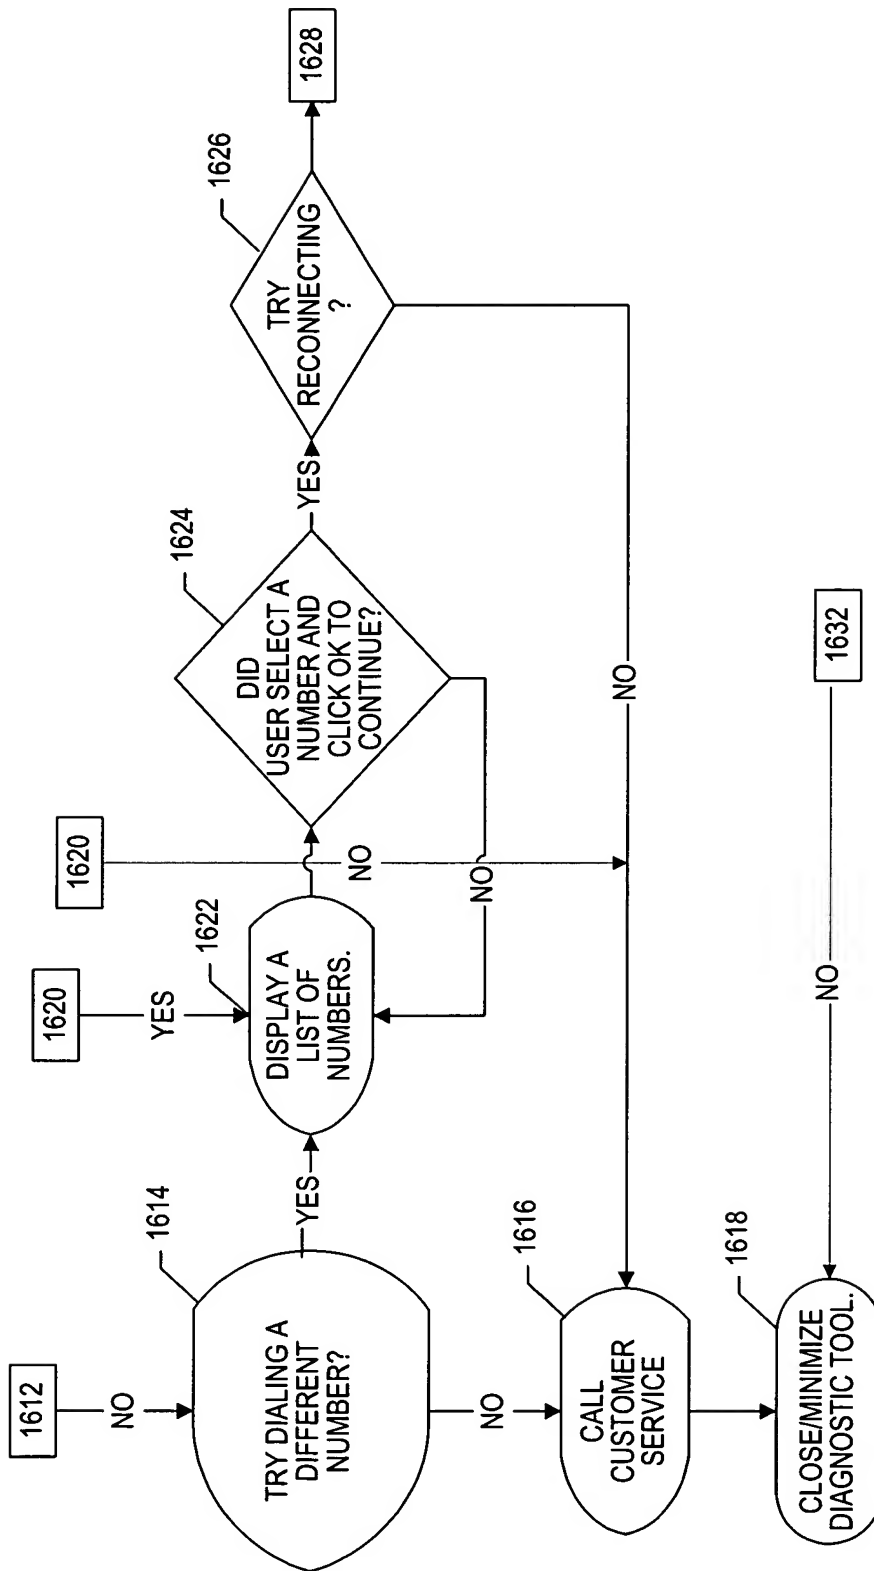 1612
NO
1614
TRY DIALING A
DIFFERENT
NUMBER?
YES
NO
1620
YES
1622
DISPLAY A
LIST OF
NUMBERS.
1620
NO
1624
DID
USER SELECT A
NUMBER AND
CLICK OK TO
CONTINUE?
YES
NO
1626
TRY
RECONNECTING
?
1628
NO
1616
CALL
CUSTOMER
SERVICE
1618
CLOSE/MINIMIZE
DIAGNOSTIC TOOL.
NO
1632